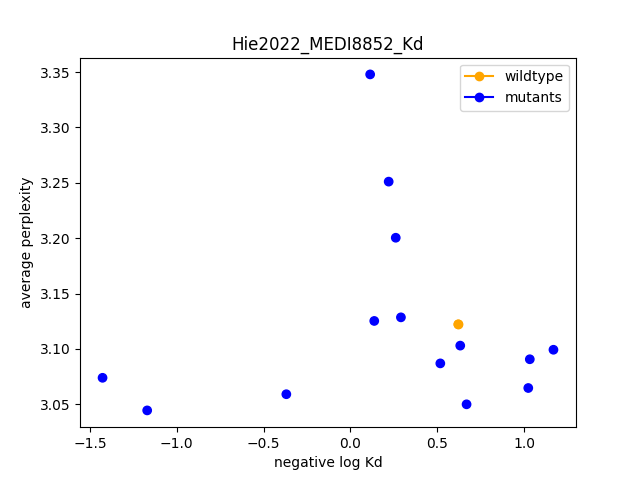 Hie2022_MEDI8852_Kd
wildtype
mutants
average perplexity
3.35
3.30
3.25
3.20
3.15
3.10
3.05
−1.5
−1.0
−0.5
0.0
0.5
1.0
negative log Kd